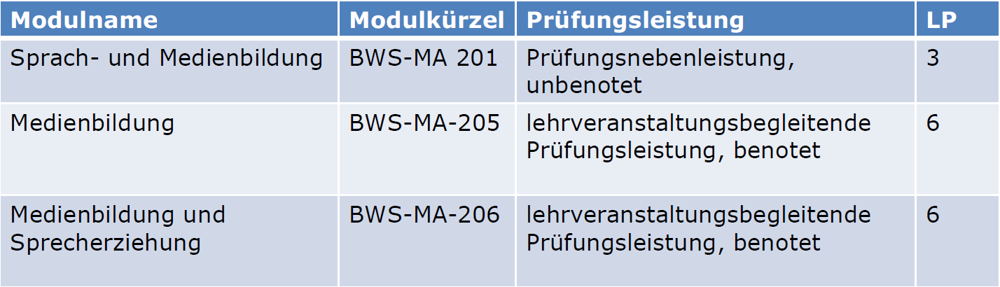 Modulname Modulkürzel Prüfungsleistung LP
Sprach- und Medienbildung BWS-MA 201 Prüfungsnebenleistung, 3
unbenotet
Medienbildung BWS-MA-205 lehrveranstaltungsbegleitende 6
Prüfungsleistung, benotet
Medienbildung und BWS-MA-206 lehrveranstaltungsbegleitende 6
Sprecherziehung Prüfungsleistung, benotet